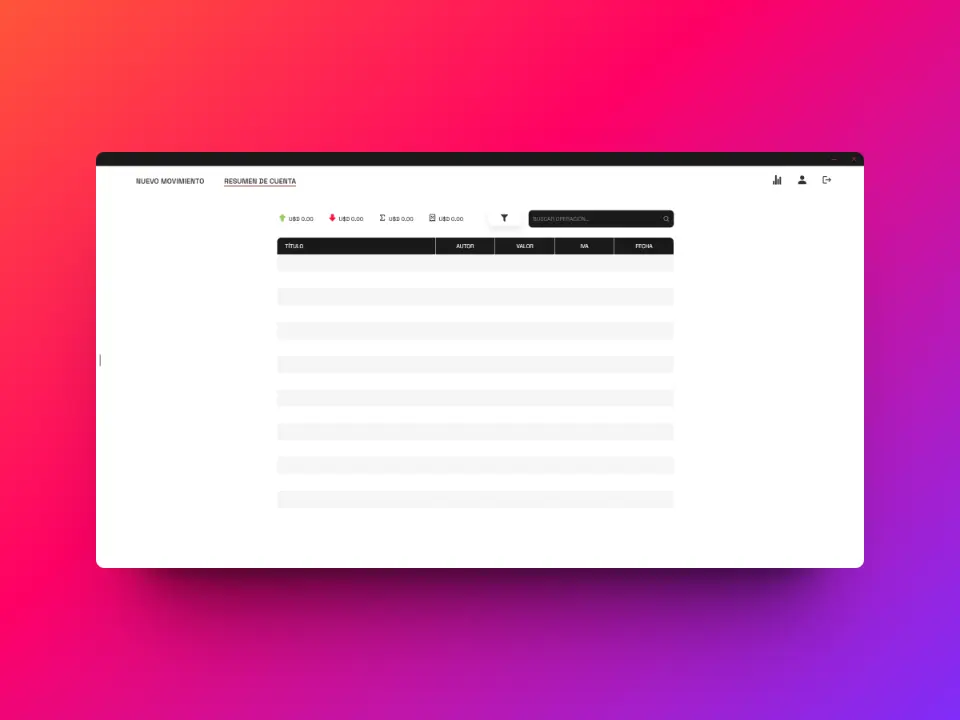 NUEVO MOVIMIENTO RESUMEN DE CUENTA
U$D 0,00 U$D 0,00 Σ U$D 0,00 U$D 0,00 BUSCAR OPERACIÓN...
TÍTULO AUTOR VALOR IVA FECHA